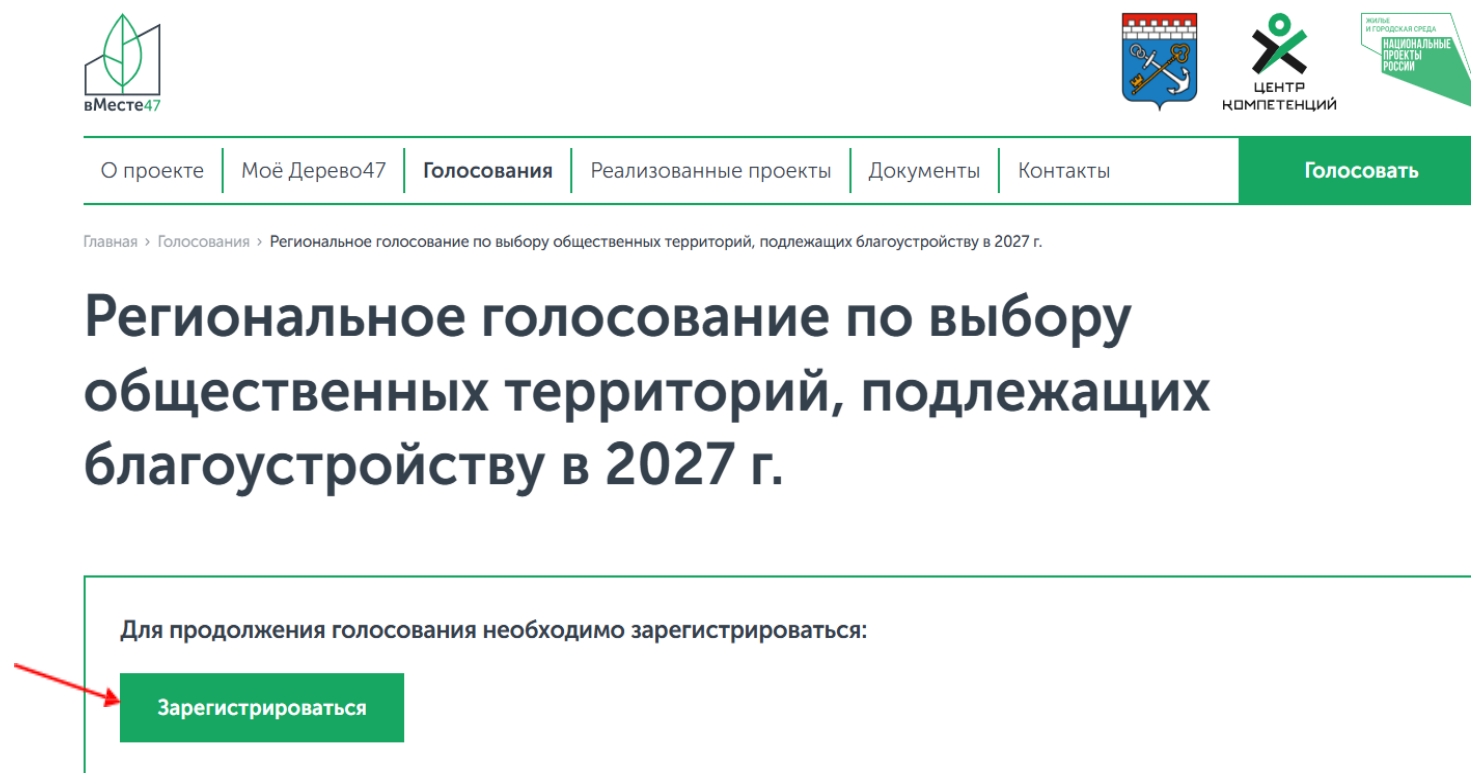 вМесте47
ЦЕНТР
КОМПЕТЕНЦИЙ
ЖИЛЬЕ
И ГОРОДСКАЯ СРЕДА
НАЦИОНАЛЬНЫЕ
ПРОЕКТЫ
РОССИИ
О проекте
Моё Дерево47
Голосования
Реализованные проекты
Документы
Контакты
Голосовать
Главная › Голосования › Региональное голосование по выбору общественных территорий, подлежащих благоустройству в 2027 г.
Региональное голосование по выбору
общественных территорий, подлежащих
благоустройству в 2027 г.
Для продолжения голосования необходимо зарегистрироваться:
Зарегистрироваться